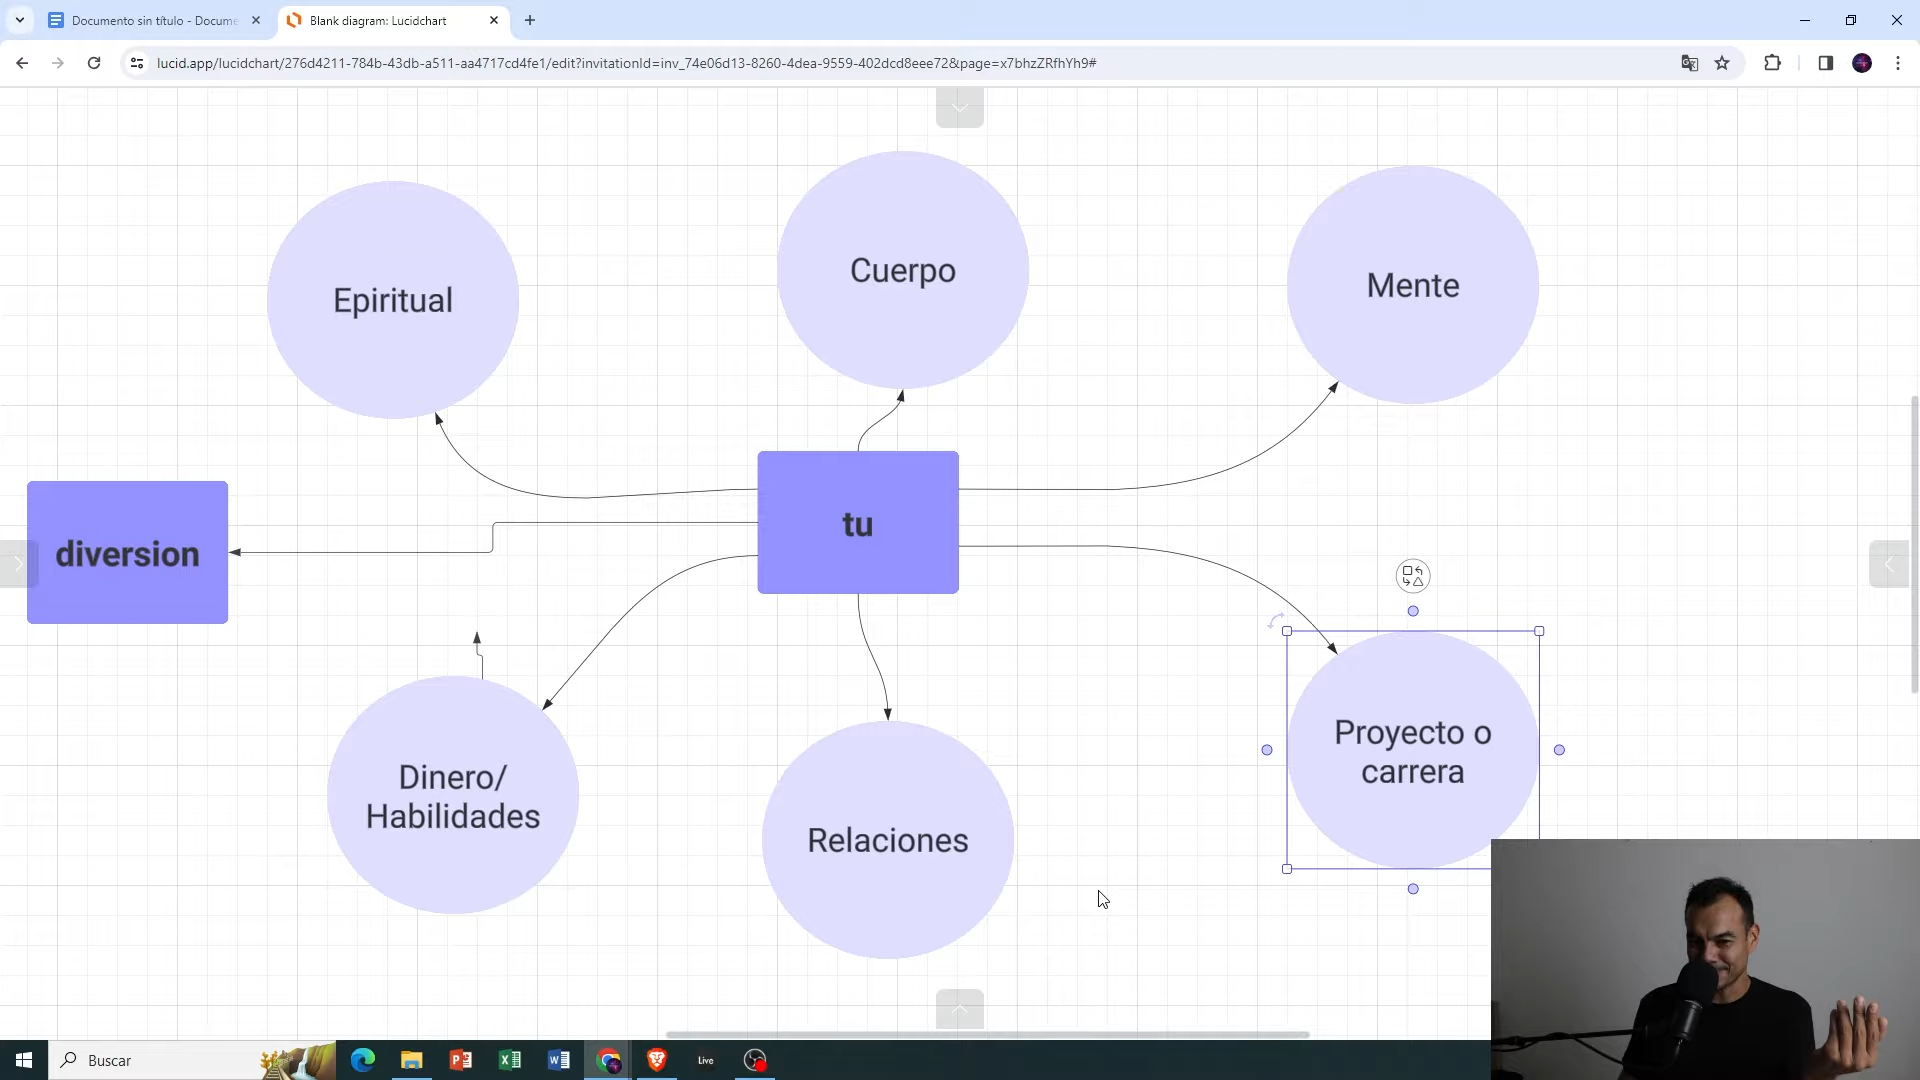 Documento sin título - Docume
Blank diagram: Lucidchart
lucid.app/lucidchart/276d4211-784b-43db-a511-aa4717cd4fe1/edit?invitationId=inv_74e06d13-8260-4dea-9559-402dcd8eee72&page=x7bhzZRfhYh9#
Epiritual
Cuerpo
Mente
diversion
tu
Dinero/
Habilidades
Relaciones
Proyecto o
carrera
Buscar
Live